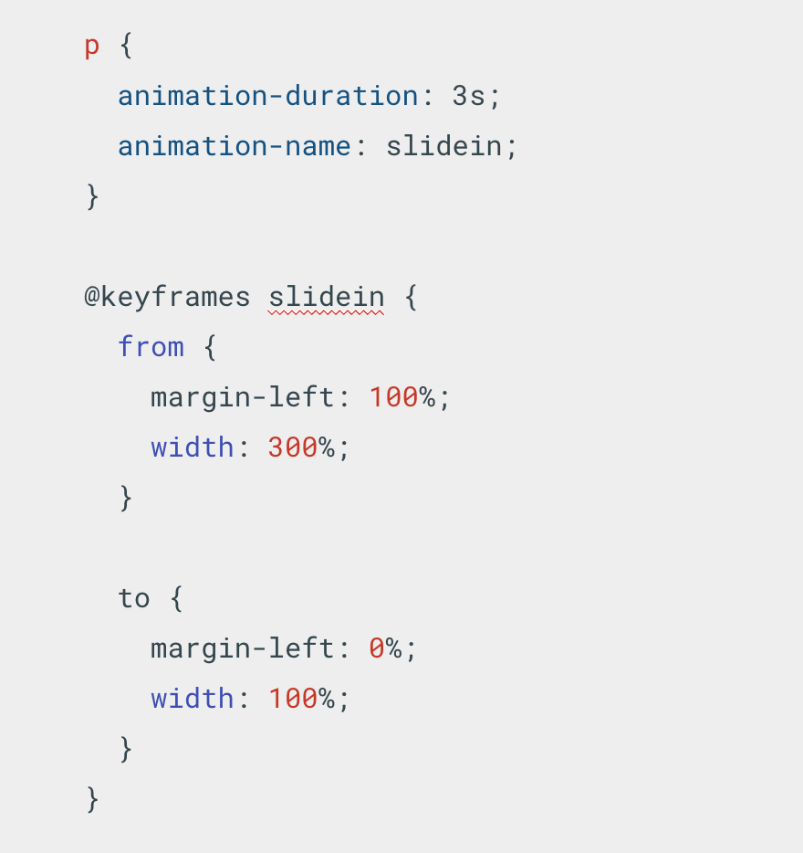 p {
  animation-duration: 3s;
  animation-name: slidein;
}

@keyframes slidein {
  from {
    margin-left: 100%;
    width: 300%;
  }

  to {
    margin-left: 0%;
    width: 100%;
  }
}